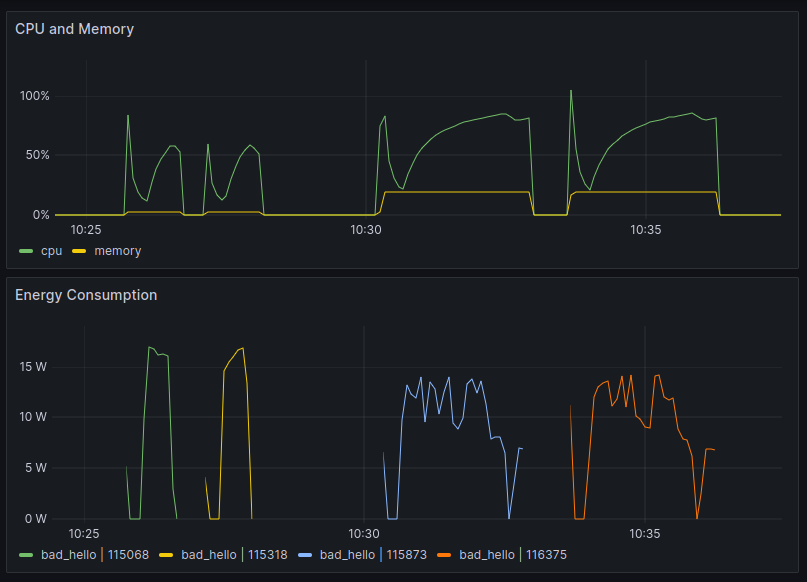 CPU and Memory
100%
50%
0%
10:25 10:30 10:35
cpu memory
Energy Consumption
15 W
10 W
5 W
0 W
10:25 10:30 10:35
bad_hello | 115068 bad_hello | 115318 bad_hello | 115873 bad_hello | 116375